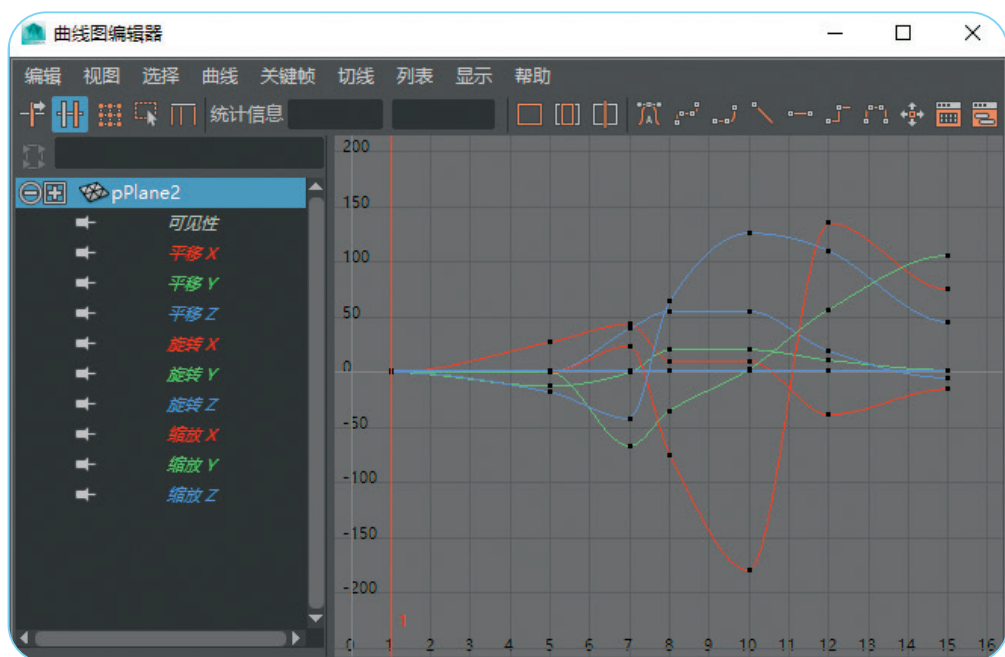 曲线图编辑器
编辑 视图 选择 曲线 关键帧 切线 列表 显示 帮助
统计信息
pPlane2
可见性
平移 X
平移 Y
平移 Z
旋转 X
旋转 Y
旋转 Z
缩放 X
缩放 Y
缩放 Z
200
150
100
50
0
-50
-100
-150
-200
1
0 1 2 3 4 5 6 7 8 9 10 11 12 13 14 15 16